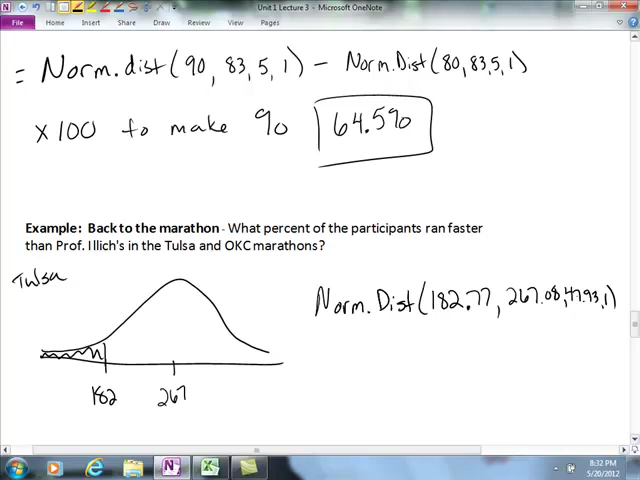 Unit 1 Lecture 3 - Microsoft OneNote
File Home Insert Share Draw Review View
= Norm.dist(90, 83, 5, 1) - Norm.Dist(80, 83, 5, 1)
x100 to make % 64.5%
Example: Back to the marathon - What percent of the participants ran faster
than Prof. Illich's in the Tulsa and OKC marathons?
Tulsa
Norm.Dist(182.77, 267.08, 47.93, 1)
182 267
8:32 PM
5/20/2012